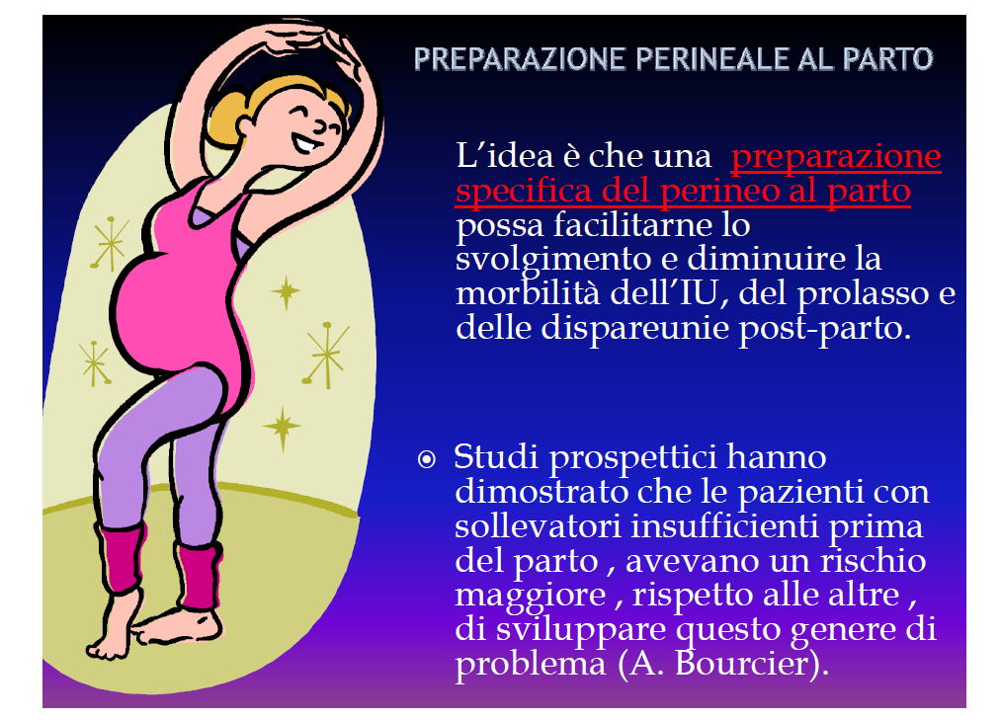 PREPARAZIONE PERINEALE AL PARTO
L’idea è che una preparazione
specifica del perineo al parto
possa facilitarne lo
svolgimento e diminuire la
morbilità dell’IU, del prolasso e
delle dispareunie post-parto.
Studi prospettici hanno
dimostrato che le pazienti con
sollevatori insufficienti prima
del parto , avevano un rischio
maggiore , rispetto alle altre ,
di sviluppare questo genere di
problema (A. Bourcier).